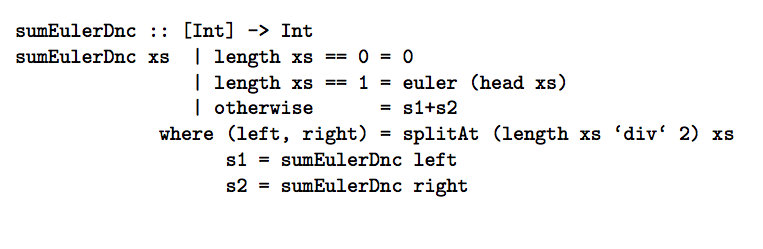 sumEulerDnc :: [Int] -> Int
sumEulerDnc xs | length xs == 0 = 0
| length xs == 1 = euler (head xs)
| otherwise = s1+s2
where (left, right) = splitAt (length xs ‘div‘ 2) xs
s1 = sumEulerDnc left
s2 = sumEulerDnc right